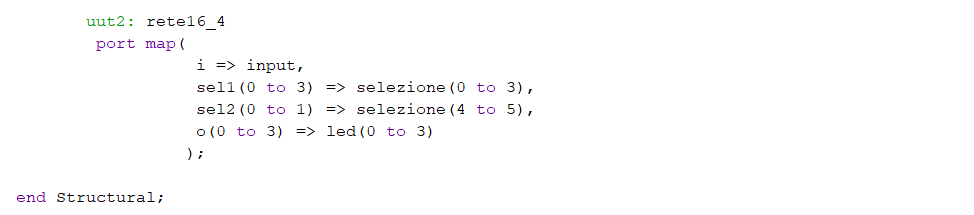 uut2: rete16_4
port map(
i => input,
sel1(0 to 3) => selezione(0 to 3),
sel2(0 to 1) => selezione(4 to 5),
o(0 to 3) => led(0 to 3)
);
end Structural;